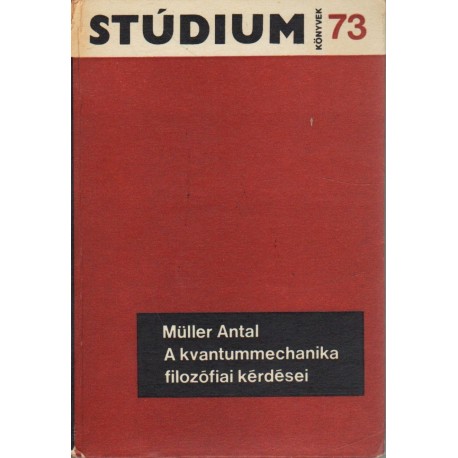 STÚDIUM KÖNYVEK 73
Müller Antal
A kvantummechanika
filozófiai kérdései